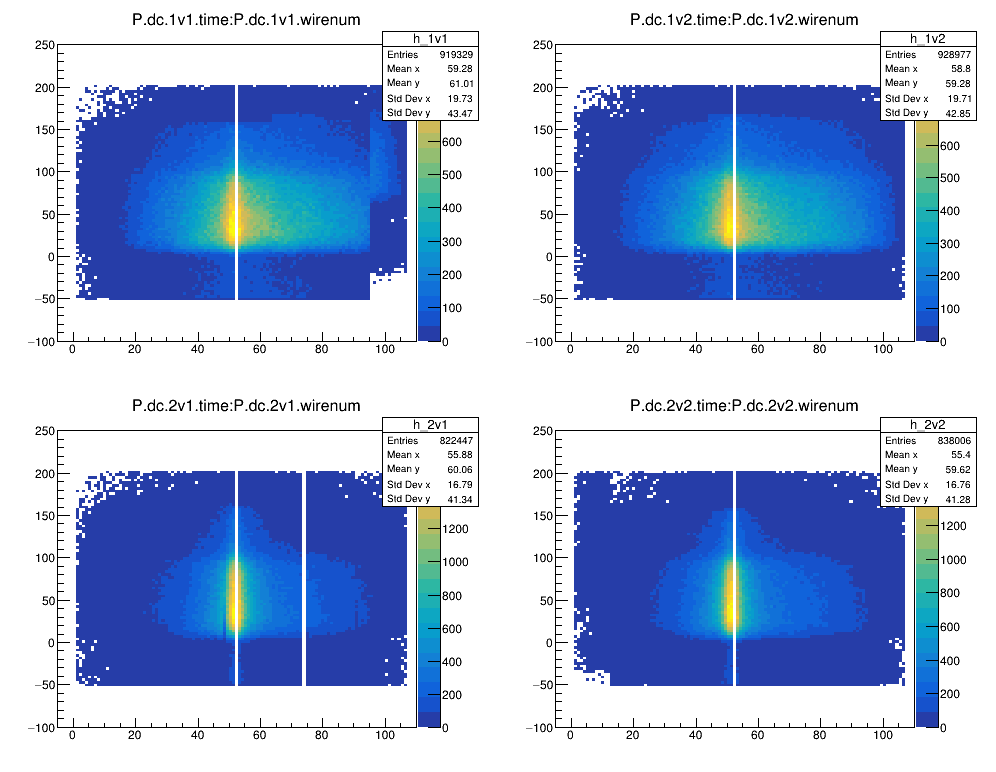 P.dc.1v1.time:P.dc.1v1.wirenum
h_1v1
Entries 919329
Mean x 59.28
Mean y 61.01
Std Dev x 19.73
Std Dev y 43.47
250
200
150
100
50
0
−50
−100
0 20 40 60 80 100
600
500
400
300
200
100
0
P.dc.1v2.time:P.dc.1v2.wirenum
h_1v2
Entries 928977
Mean x 58.8
Mean y 59.28
Std Dev x 19.71
Std Dev y 42.85
250
200
150
100
50
0
−50
−100
0 20 40 60 80 100
600
500
400
300
200
100
0
P.dc.2v1.time:P.dc.2v1.wirenum
h_2v1
Entries 822447
Mean x 55.88
Mean y 60.06
Std Dev x 16.79
Std Dev y 41.34
250
200
150
100
50
0
−50
−100
0 20 40 60 80 100
1200
1000
800
600
400
200
0
P.dc.2v2.time:P.dc.2v2.wirenum
h_2v2
Entries 838006
Mean x 55.4
Mean y 59.62
Std Dev x 16.76
Std Dev y 41.28
250
200
150
100
50
0
−50
−100
0 20 40 60 80 100
1200
1000
800
600
400
200
0